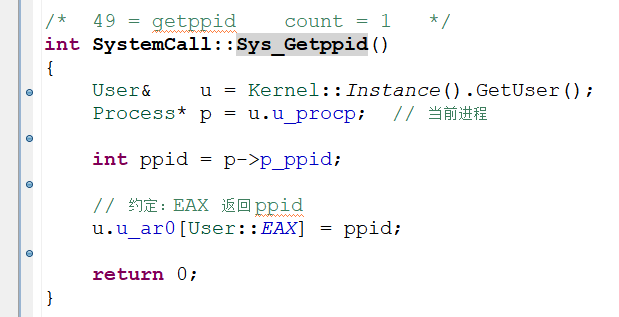 /*  49 = getppid    count = 1   */
int SystemCall::Sys_Getppid()
{
    User&    u = Kernel::Instance().GetUser();
    Process* p = u.u_procp;  // 当前进程
    int ppid = p->p_ppid;
    // 约定：EAX 返回ppid
    u.u_ar0[User::EAX] = ppid;
    return 0;
}